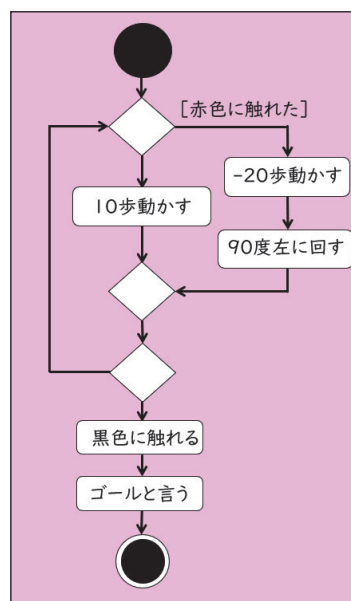 [赤色に触れた]
-20歩動かす
10歩動かす
90度左に回す
黒色に触れる
ゴールと言う